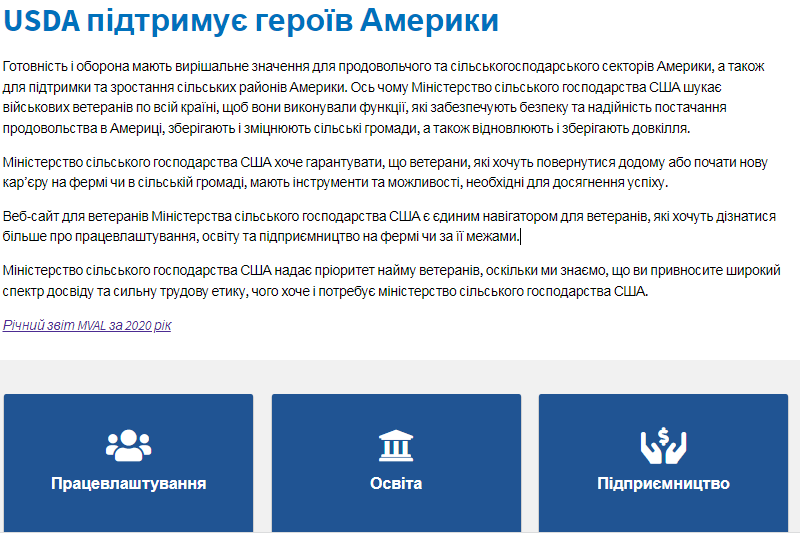 USDA підтримує героїв Америки
Готовність і оборона мають вирішальне значення для продовольчого та сільськогосподарського секторів Америки, а також
для підтримки та зростання сільських районів Америки. Ось чому Міністерство сільського господарства США шукає
військових ветеранів по всій країні, щоб вони виконували функції, які забезпечують безпеку та надійність постачання
продовольства в Америці, зберігають і зміцнюють сільські громади, а також відновлюють і зберігають довкілля.
Міністерство сільського господарства США хоче гарантувати, що ветерани, які хочуть повернутися додому або почати нову
кар’єру на фермі чи в сільській громаді, мають інструменти та можливості, необхідні для досягнення успіху.
Веб-сайт для ветеранів Міністерства сільського господарства США є єдиним навігатором для ветеранів, які хочуть дізнатися
більше про працевлаштування, освіту та підприємництво на фермі чи за її межами.
Міністерство сільського господарства США надає пріоритет найму ветеранів, оскільки ми знаємо, що ви привносите широкий
спектр досвіду та сильну трудову етику, чого хоче і потребує міністерство сільського господарства США.
Річний звіт MVAL за 2020 рік
Працевлаштування
Освіта
Підприємництво